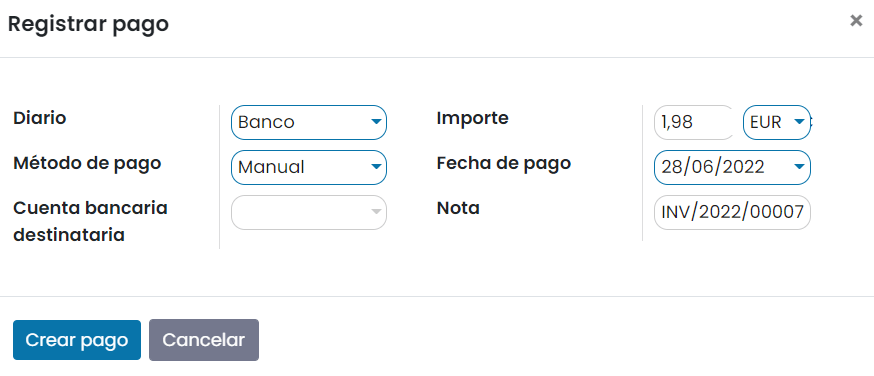 Registrar pago
×
Diario
Banco
Importe
1,98
EUR
Método de pago
Manual
Fecha de pago
28/06/2022
Cuenta bancaria
destinataria
Nota
INV/2022/00007
Crear pago
Cancelar